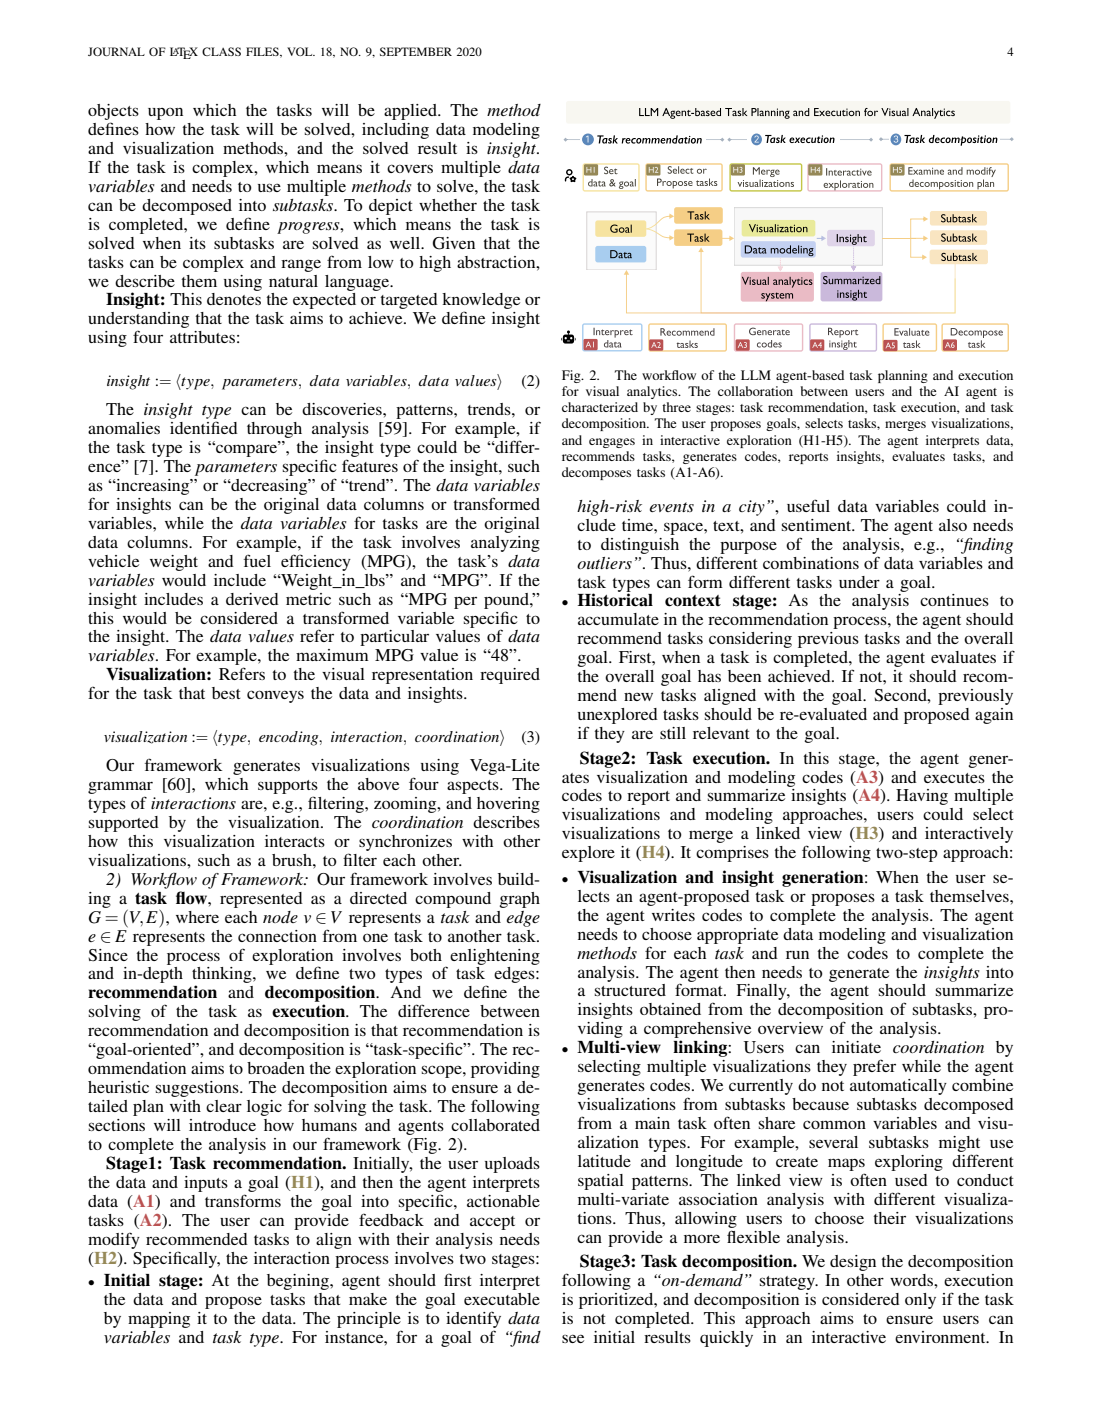 JOURNAL OF LATEX CLASS FILES, VOL. 18, NO. 9, SEPTEMBER 2020
4
objects upon which the tasks will be applied. The method
defines how the task will be solved, including data modeling
and visualization methods, and the solved result is insight.
If the task is complex, which means it covers multiple data
variables and needs to use multiple methods to solve, the task
can be decomposed into subtasks. To depict whether the task
is completed, we define progress, which means the task is
solved when its subtasks are solved as well. Given that the
tasks can be complex and range from low to high abstraction,
we describe them using natural language.
Insight: This denotes the expected or targeted knowledge or
understanding that the task aims to achieve. We define insight
using four attributes:
insight := ⟨type, parameters, data variables, data values⟩ (2)
The insight type can be discoveries, patterns, trends, or
anomalies identified through analysis [59]. For example, if
the task type is “compare”, the insight type could be “differ-
ence” [7]. The parameters specific features of the insight, such
as “increasing” or “decreasing” of “trend”. The data variables
for insights can be the original data columns or transformed
variables, while the data variables for tasks are the original
data columns. For example, if the task involves analyzing
vehicle weight and fuel efficiency (MPG), the task’s data
variables would include “Weight_in_lbs” and “MPG”. If the
insight includes a derived metric such as “MPG per pound,”
this would be considered a transformed variable specific to
the insight. The data values refer to particular values of data
variables. For example, the maximum MPG value is “48”.
Visualization: Refers to the visual representation required
for the task that best conveys the data and insights.
visualization := ⟨type, encoding, interaction, coordination⟩ (3)
Our framework generates visualizations using Vega-Lite
grammar [60], which supports the above four aspects. The
types of interactions are, e.g., filtering, zooming, and hovering
supported by the visualization. The coordination describes
how this visualization interacts or synchronizes with other
visualizations, such as a brush, to filter each other.
2) Workflow of Framework: Our framework involves build-
ing a task flow, represented as a directed compound graph
G = (V, E), where each node v ∈ V represents a task and edge
e ∈ E represents the connection from one task to another task.
Since the process of exploration involves both enlightening
and in-depth thinking, we define two types of task edges:
recommendation and decomposition. And we define the
solving of the task as execution. The difference between
recommendation and decomposition is that recommendation is
“goal-oriented”, and decomposition is “task-specific”. The rec-
ommendation aims to broaden the exploration scope, providing
heuristic suggestions. The decomposition aims to ensure a de-
tailed plan with clear logic for solving the task. The following
sections will introduce how humans and agents collaborated
to complete the analysis in our framework (Fig. 2).
Stage1: Task recommendation. Initially, the user uploads
the data and inputs a goal (H1), and then the agent interprets
data (A1) and transforms the goal into specific, actionable
tasks (A2). The user can provide feedback and accept or
modify recommended tasks to align with their analysis needs
(H2). Specifically, the interaction process involves two stages:
• Initial stage: At the begining, agent should first interpret
the data and propose tasks that make the goal executable
by mapping it to the data. The principle is to identify data
variables and task type. For instance, for a goal of “find
LLM Agent-based Task Planning and Execution for Visual Analytics
1 Task recommendation
2 Task execution
3 Task decomposition
H1 Set
data & goal
H2 Select or
Propose tasks
H3 Merge
visualizations
H4 Interactive
exploration
H5 Examine and modify
decomposition plan
Goal
Data
Task
Task
Visualization
Data modeling
Insight
Visual analytics
system
Summarized
insight
Subtask
Subtask
Subtask
Interpret
A1 data
Recommend
A2 tasks
Generate
A3 codes
Report
A4 insight
Evaluate
A5 task
Decompose
A6 task
Fig. 2. The workflow of the LLM agent-based task planning and execution
for visual analytics. The collaboration between users and the AI agent is
characterized by three stages: task recommendation, task execution, and task
decomposition. The user proposes goals, selects tasks, merges visualizations,
and engages in interactive exploration (H1-H5). The agent interprets data,
recommends tasks, generates codes, reports insights, evaluates tasks, and
decomposes tasks (A1-A6).
high-risk events in a city”, useful data variables could in-
clude time, space, text, and sentiment. The agent also needs
to distinguish the purpose of the analysis, e.g., “finding
outliers”. Thus, different combinations of data variables and
task types can form different tasks under a goal.
• Historical context stage: As the analysis continues to
accumulate in the recommendation process, the agent should
recommend tasks considering previous tasks and the overall
goal. First, when a task is completed, the agent evaluates if
the overall goal has been achieved. If not, it should recom-
mend new tasks aligned with the goal. Second, previously
unexplored tasks should be re-evaluated and proposed again
if they are still relevant to the goal.
Stage2: Task execution. In this stage, the agent gener-
ates visualization and modeling codes (A3) and executes the
codes to report and summarize insights (A4). Having multiple
visualizations and modeling approaches, users could select
visualizations to merge a linked view (H3) and interactively
explore it (H4). It comprises the following two-step approach:
• Visualization and insight generation: When the user se-
lects an agent-proposed task or proposes a task themselves,
the agent writes codes to complete the analysis. The agent
needs to choose appropriate data modeling and visualization
methods for each task and run the codes to complete the
analysis. The agent then needs to generate the insights into
a structured format. Finally, the agent should summarize
insights obtained from the decomposition of subtasks, pro-
viding a comprehensive overview of the analysis.
• Multi-view linking: Users can initiate coordination by
selecting multiple visualizations they prefer while the agent
generates codes. We currently do not automatically combine
visualizations from subtasks because subtasks decomposed
from a main task often share common variables and visu-
alization types. For example, several subtasks might use
latitude and longitude to create maps exploring different
spatial patterns. The linked view is often used to conduct
multi-variate association analysis with different visualiza-
tions. Thus, allowing users to choose their visualizations
can provide a more flexible analysis.
Stage3: Task decomposition. We design the decomposition
following a “on-demand” strategy. In other words, execution
is prioritized, and decomposition is considered only if the task
is not completed. This approach aims to ensure users can
see initial results quickly in an interactive environment. In